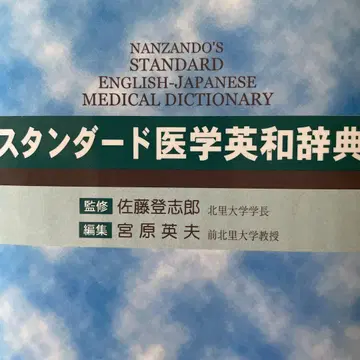 NANZANDO'S
STANDARD
ENGLISH-JAPANESE
MEDICAL DICTIONARY
スタンダード医学英和辞典
監修 佐藤登志郎 北里大学学長
編集 宮原英夫 前北里大学教授